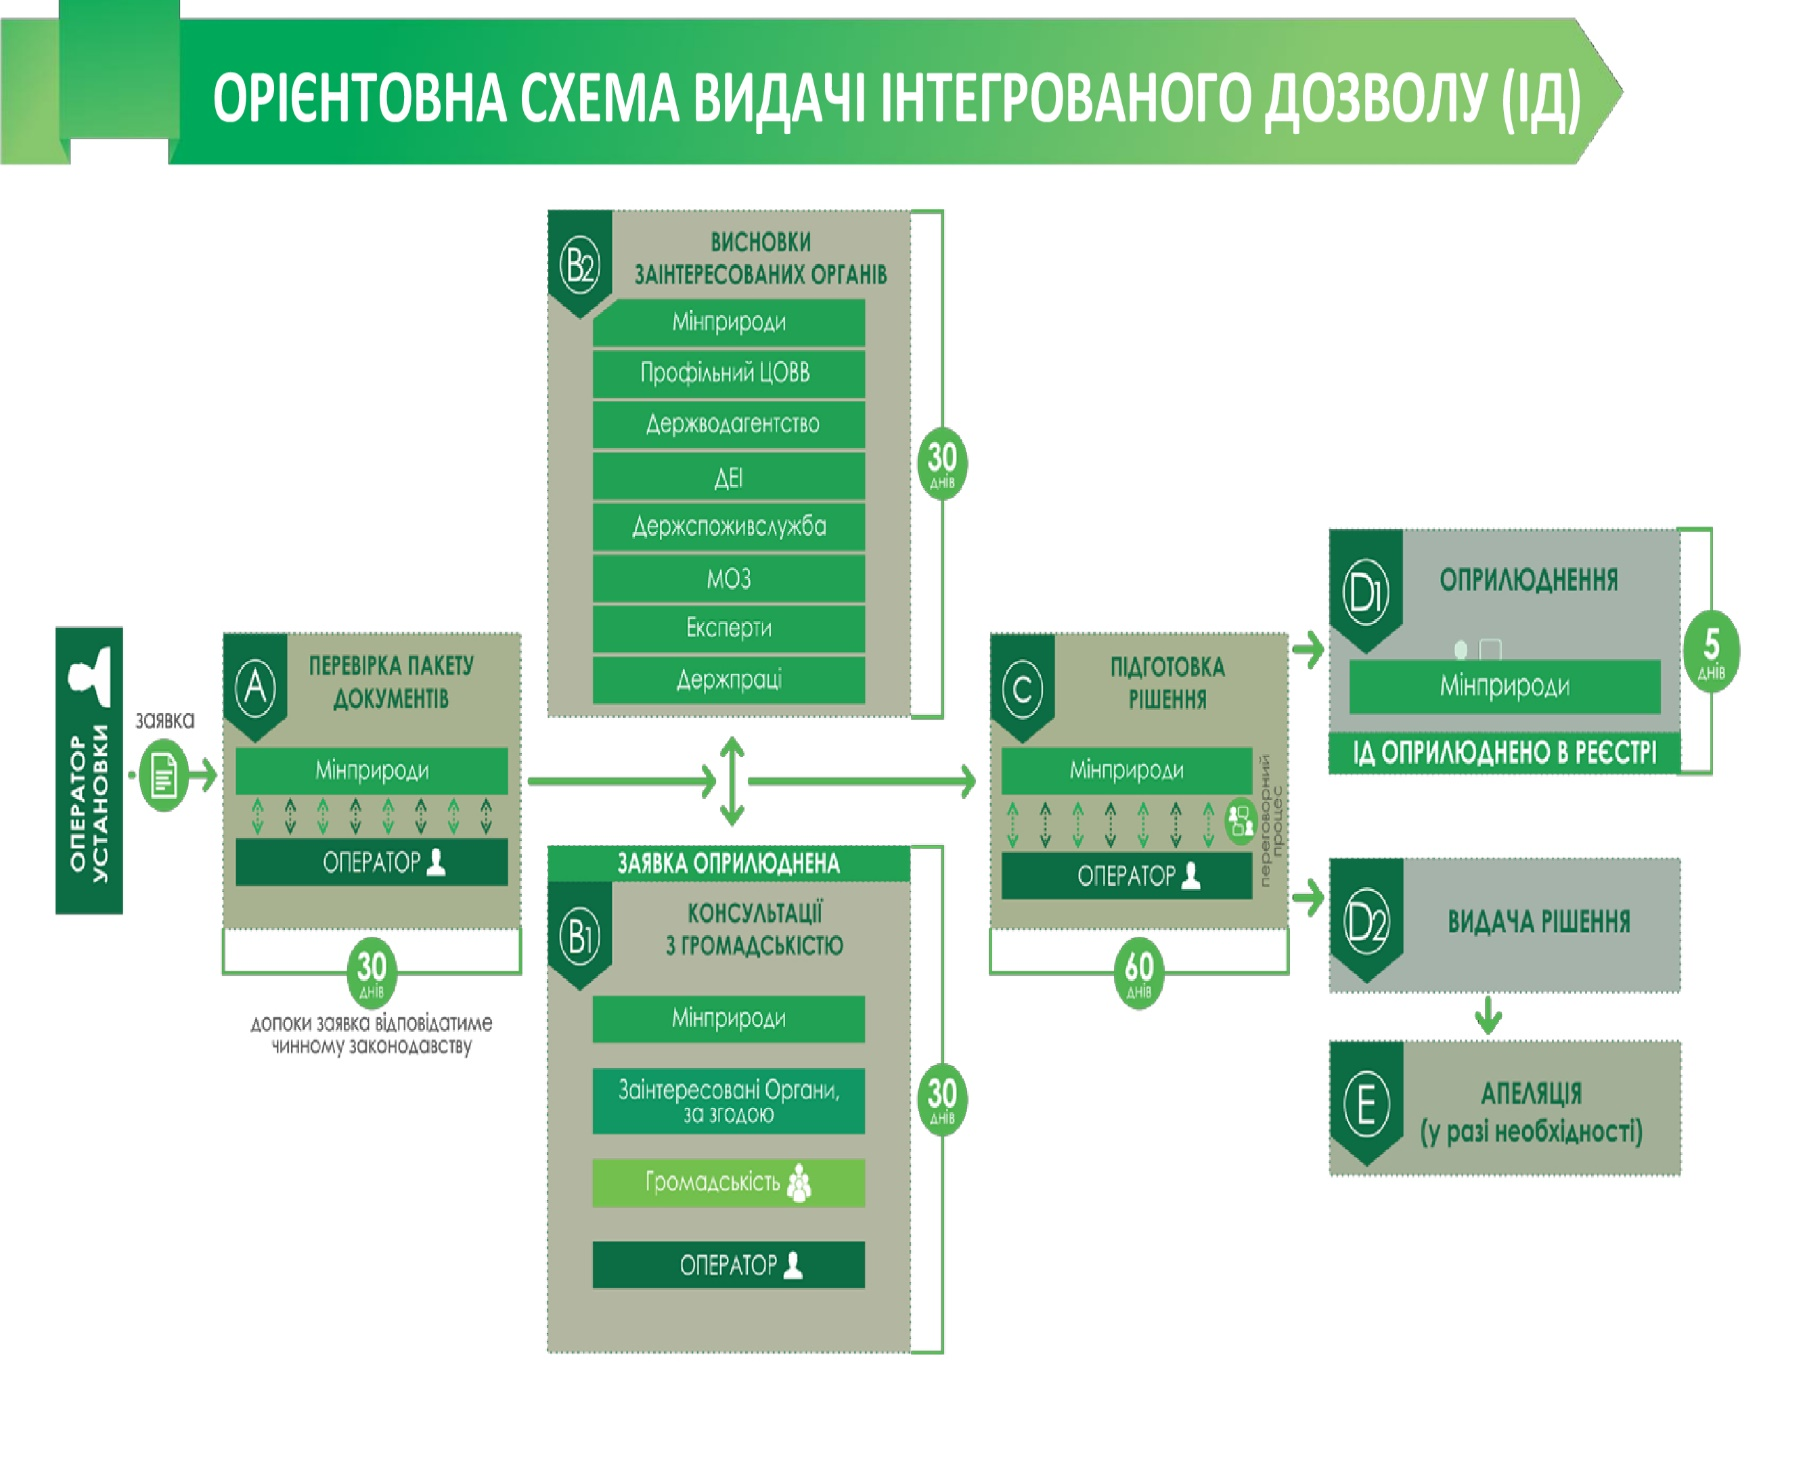 ОРІЄНТОВНА СХЕМА ВИДАЧІ ІНТЕГРОВАНОГО ДОЗВОЛУ (ІД)
ОПЕРАТОР
УСТАНОВКИ
заявка
A
ПЕРЕВІРКА ПАКЕТУ
ДОКУМЕНТІВ
Мінприроди
ОПЕРАТОР
30
днів
допоки заявка відповідатиме
чинному законодавству
B2
ВИСНОВКИ
ЗАІНТЕРЕСОВАНИХ ОРГАНІВ
Мінприроди
Профільний ЦОВВ
Держводагентство
ДЕІ
Держспоживслужба
МОЗ
Експерти
Держпраці
30
днів
ЗАЯВКА ОПРИЛЮДНЕНА
B1
КОНСУЛЬТАЦІЇ
З ГРОМАДСЬКІСТЮ
Мінприроди
Заінтересовані Органи,
за згодою
Громадськість
ОПЕРАТОР
30
днів
C
ПІДГОТОВКА
РІШЕННЯ
Мінприроди
ОПЕРАТОР
переговорний
процес
60
днів
D1
ОПРИЛЮДНЕННЯ
Мінприроди
ІД ОПРИЛЮДНЕНО В РЕЄСТРІ
5
днів
D2
ВИДАЧА РІШЕННЯ
E
АПЕЛЯЦІЯ
(у разі необхідності)